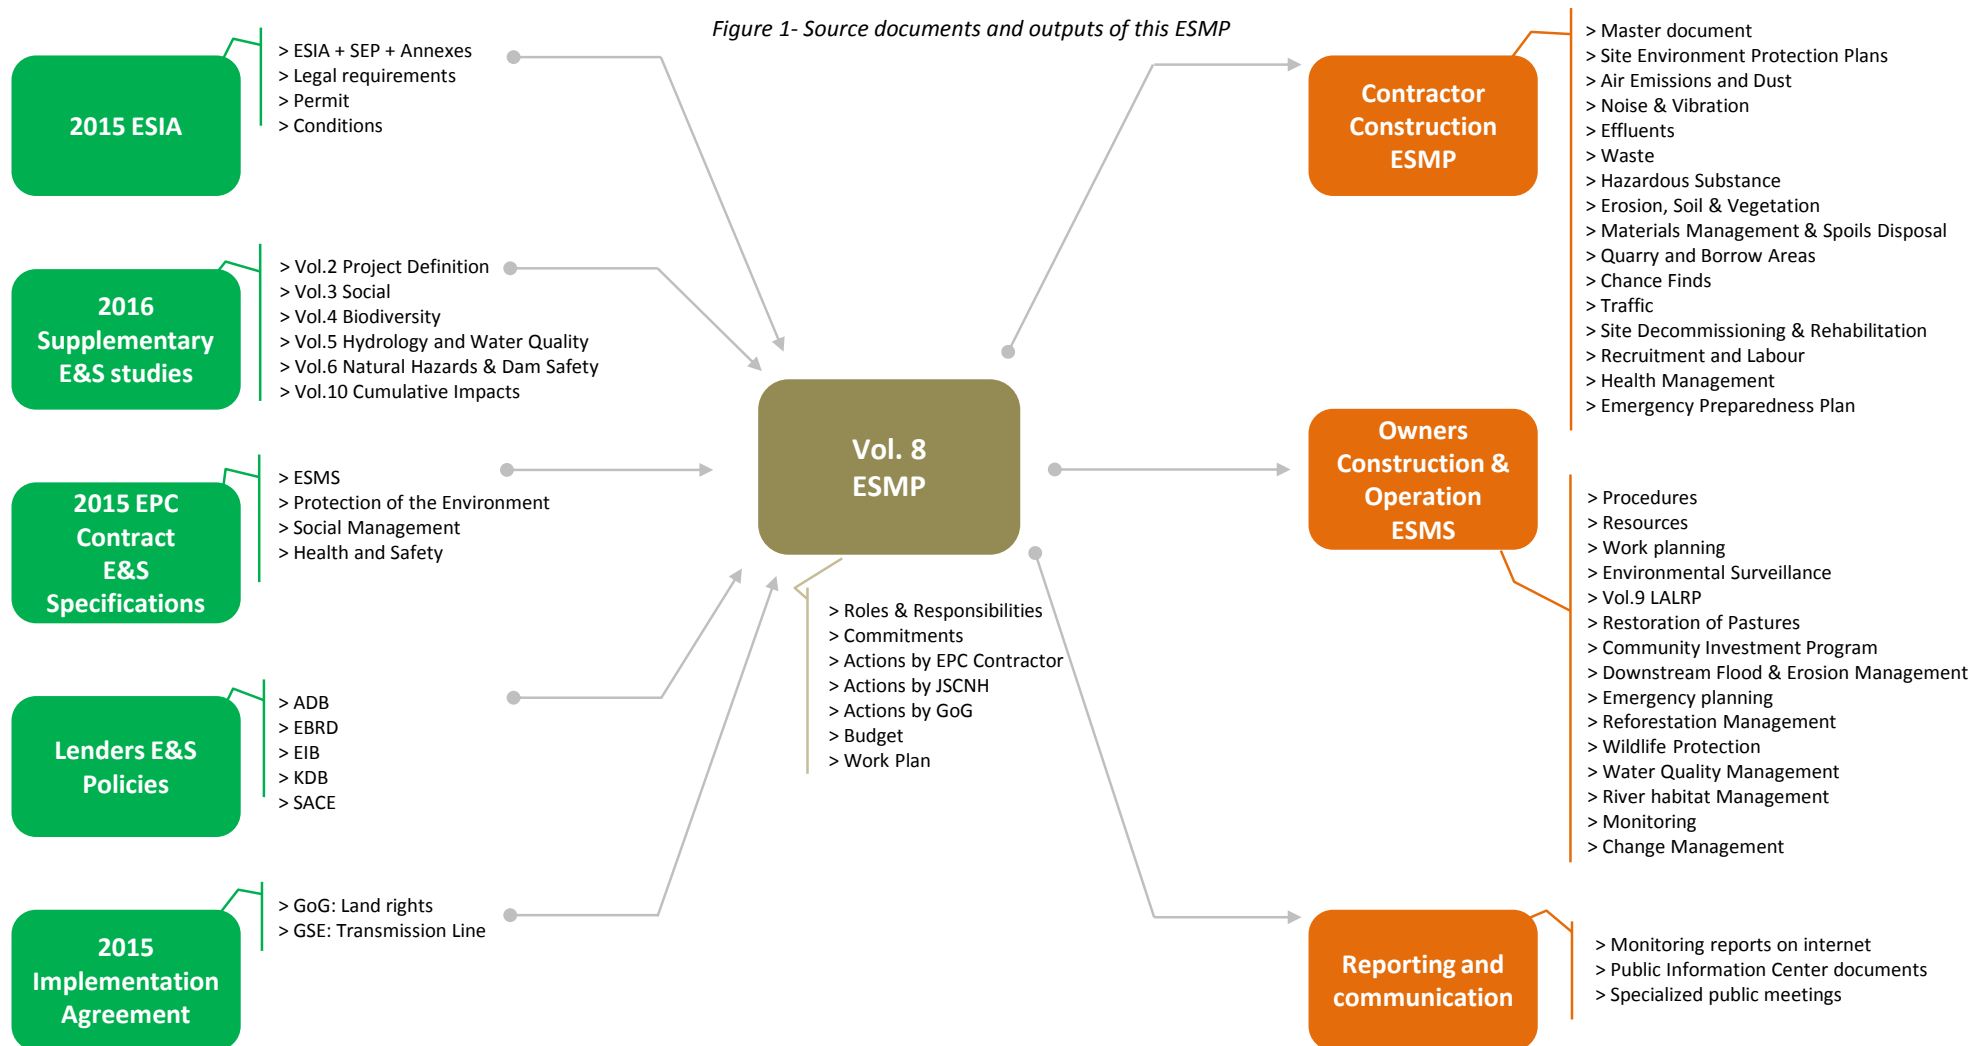 Figure 1- Source documents and outputs of this ESMP
2015 ESIA
> ESIA + SEP + Annexes
> Legal requirements
> Permit
> Conditions
2016
Supplementary
E&S studies
> Vol.2 Project Definition
> Vol.3 Social
> Vol.4 Biodiversity
> Vol.5 Hydrology and Water Quality
> Vol.6 Natural Hazards & Dam Safety
> Vol.10 Cumulative Impacts
2015 EPC
Contract
E&S
Specifications
> ESMS
> Protection of the Environment
> Social Management
> Health and Safety
Lenders E&S
Policies
> ADB
> EBRD
> EIB
> KDB
> SACE
2015
Implementation
Agreement
> GoG: Land rights
> GSE: Transmission Line
Vol. 8
ESMP
> Roles & Responsibilities
> Commitments
> Actions by EPC Contractor
> Actions by JSCNH
> Actions by GoG
> Budget
> Work Plan
Contractor
Construction
ESMP
> Master document
> Site Environment Protection Plans
> Air Emissions and Dust
> Noise & Vibration
> Effluents
> Waste
> Hazardous Substance
> Erosion, Soil & Vegetation
> Materials Management & Spoils Disposal
> Quarry and Borrow Areas
> Chance Finds
> Traffic
> Site Decommissioning & Rehabilitation
> Recruitment and Labour
> Health Management
> Emergency Preparedness Plan
Owners
Construction &
Operation
ESMS
> Procedures
> Resources
> Work planning
> Environmental Surveillance
> Vol.9 LALRP
> Restoration of Pastures
> Community Investment Program
> Downstream Flood & Erosion Management
> Emergency planning
> Reforestation Management
> Wildlife Protection
> Water Quality Management
> River habitat Management
> Monitoring
> Change Management
Reporting and
communication
> Monitoring reports on internet
> Public Information Center documents
> Specialized public meetings